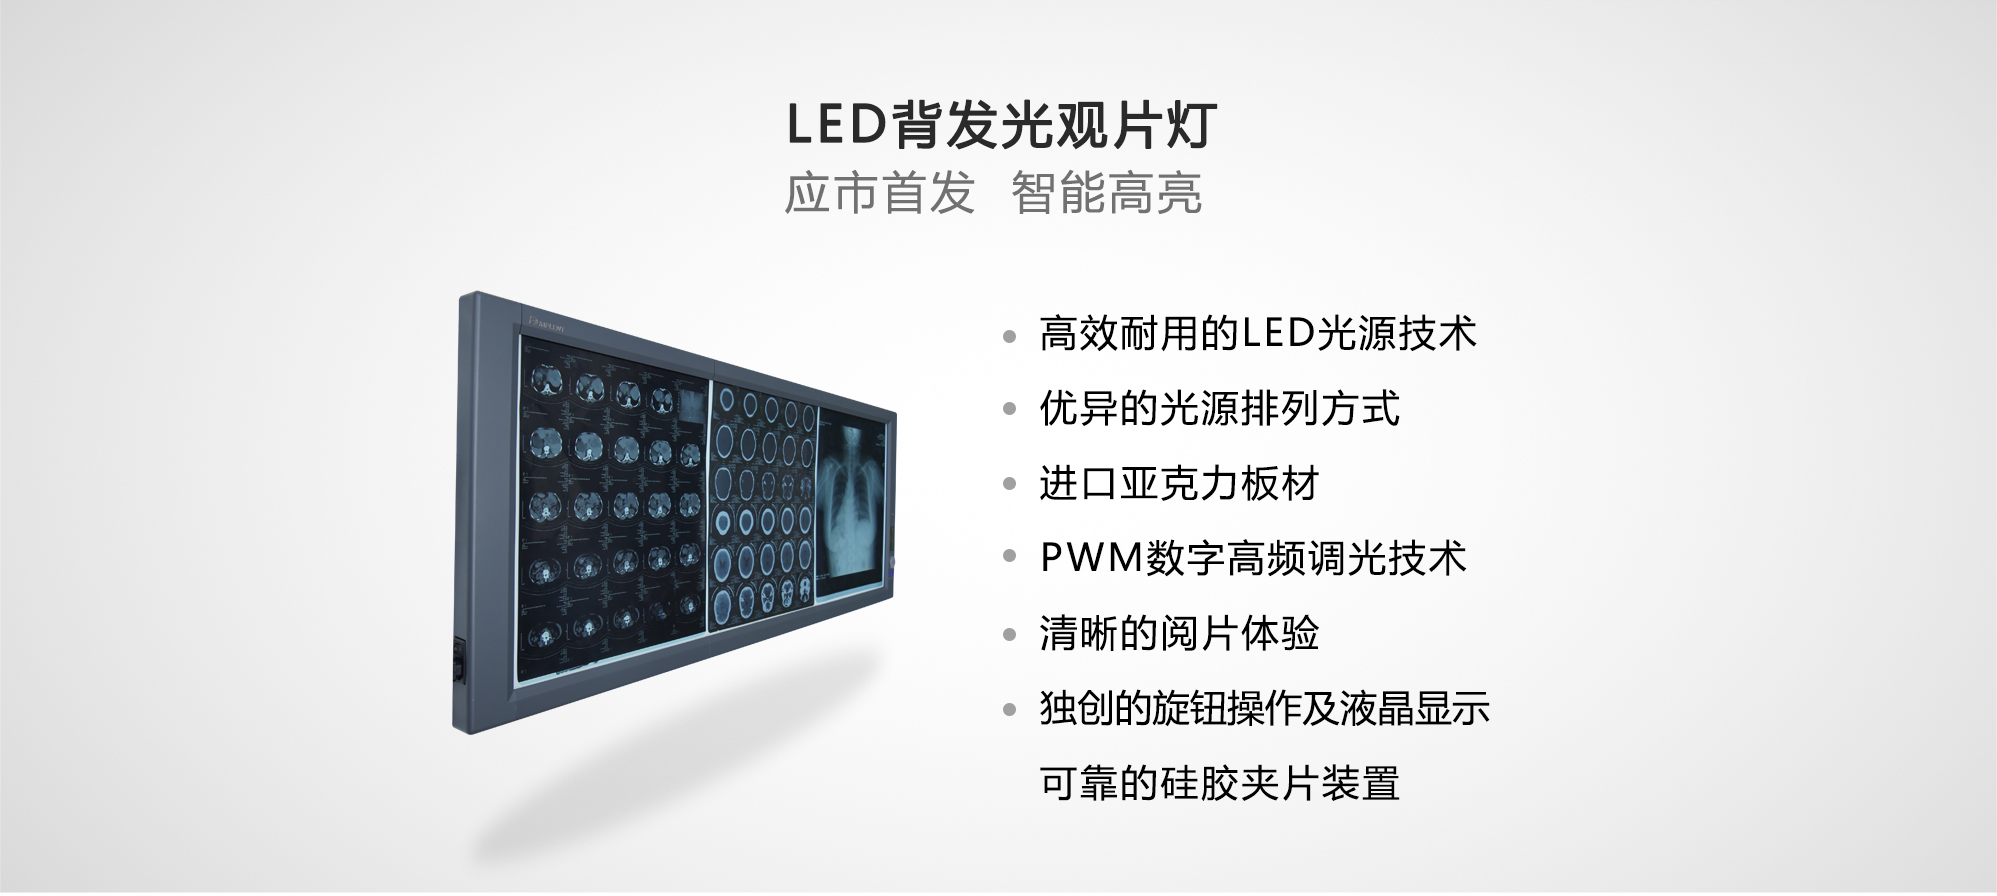 LED背发光观片灯
应市首发 智能高亮
高效耐用的LED光源技术
优异的光源排列方式
进口亚克力板材
PWM数字高频调光技术
清晰的阅片体验
独创的旋钮操作及液晶显示
可靠的硅胶夹片装置